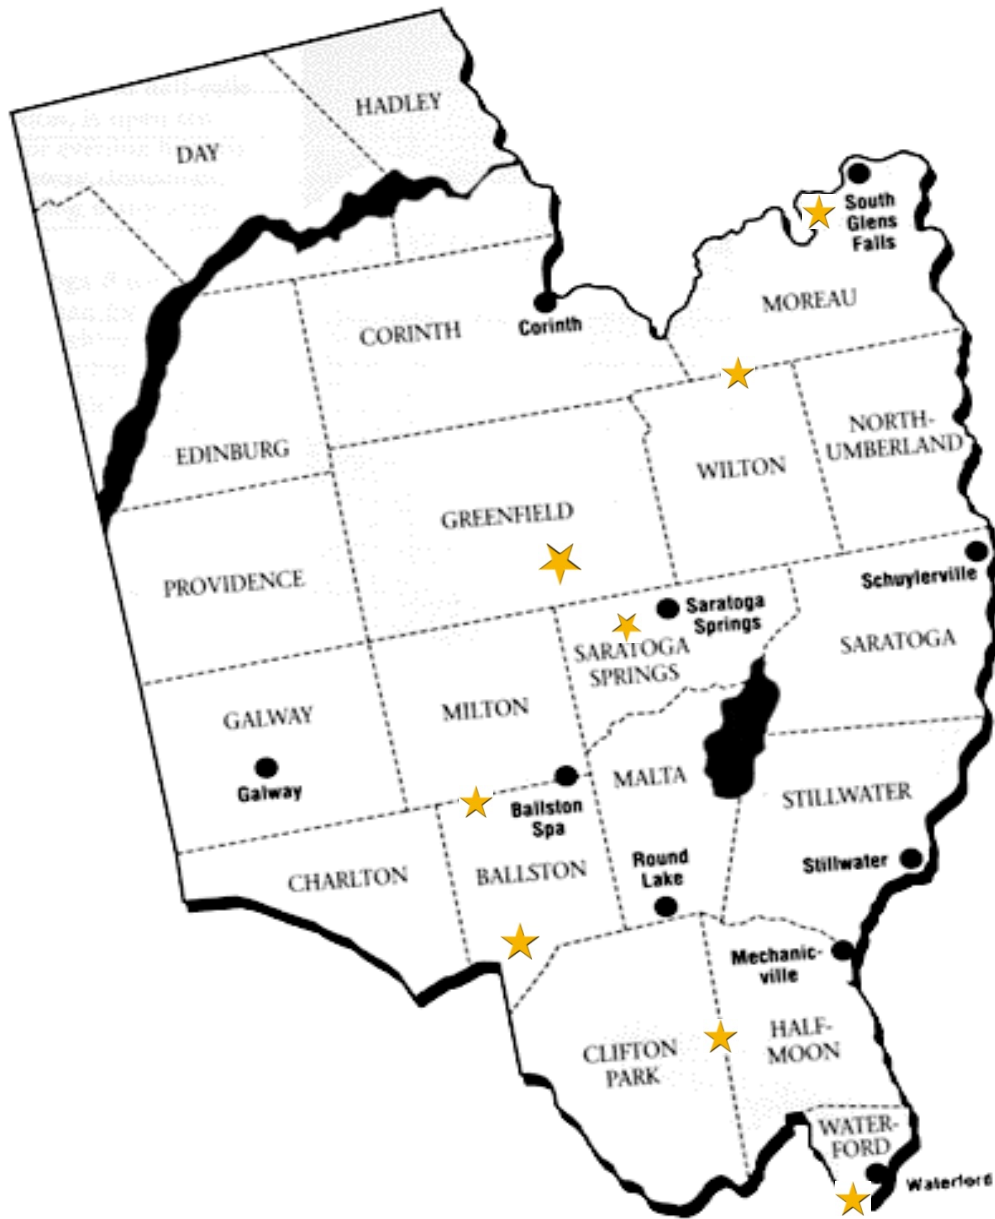 HADLEY
DAY
South
Glens
Falls
MOREAU
CORINTH
Corinth
NORTH-
UMBERLAND
EDINBURG
WILTON
GREENFIELD
PROVIDENCE
Schuylerville
Saratoga
Springs
SARATOGA
SARATOGA
SPRINGS
GALWAY
MILTON
Galway
MALTA
STILLWATER
Ballston
Spa
CHARLTON
BALLSTON
Round
Lake
Stillwater
Mechanic-
ville
HALF-
MOON
CLIFTON
PARK
WATER-
FORD
Waterford